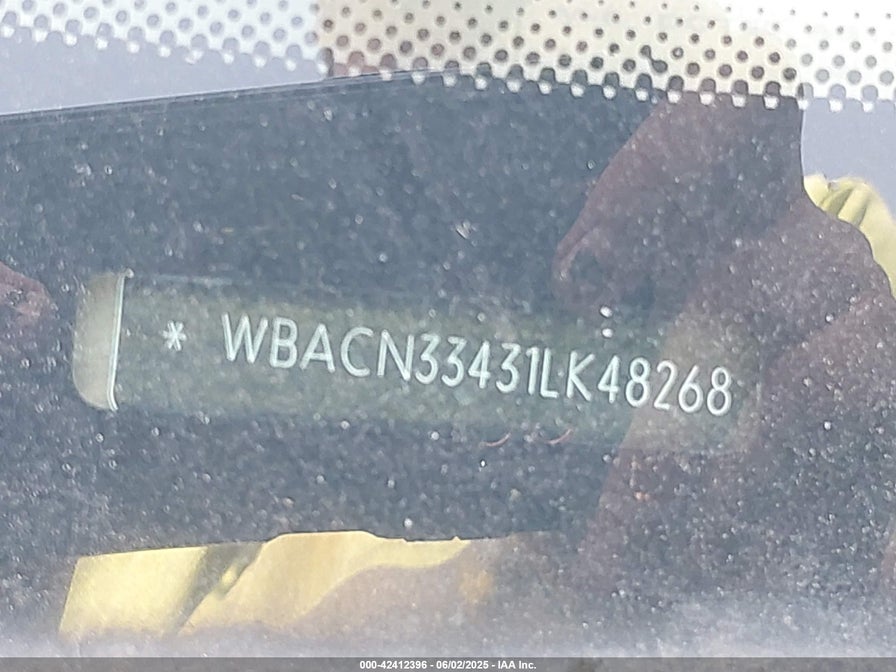 * WBACN33431LK48268
000-42412396 - 06/02/2025 - IAA Inc.